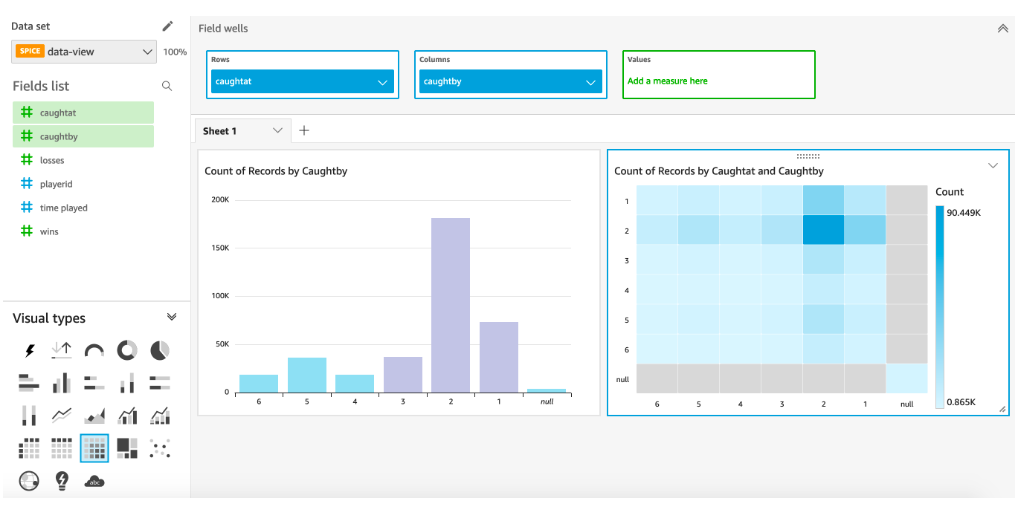 Data set
SPICE data-view 100%
Fields list
caughtat
caughtby
losses
playerid
time played
wins
Visual types
abc
Field wells
Rows
caughtat
Columns
caughtby
Values
Add a measure here
Sheet 1
Count of Records by Caughtby
200K
150K
100K
50K
0
6 5 4 3 2 1 null
Count of Records by Caughtat and Caughtby
1
2
3
4
5
6
null
6 5 4 3 2 1 null
Count
90.449K
0.865K